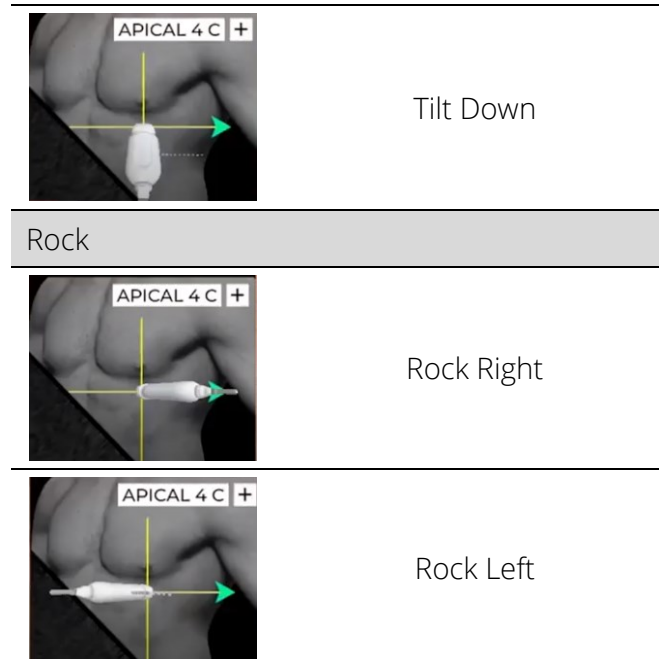 APICAL 4 C +
Tilt Down
Rock
APICAL 4 C +
Rock Right
APICAL 4 C +
Rock Left